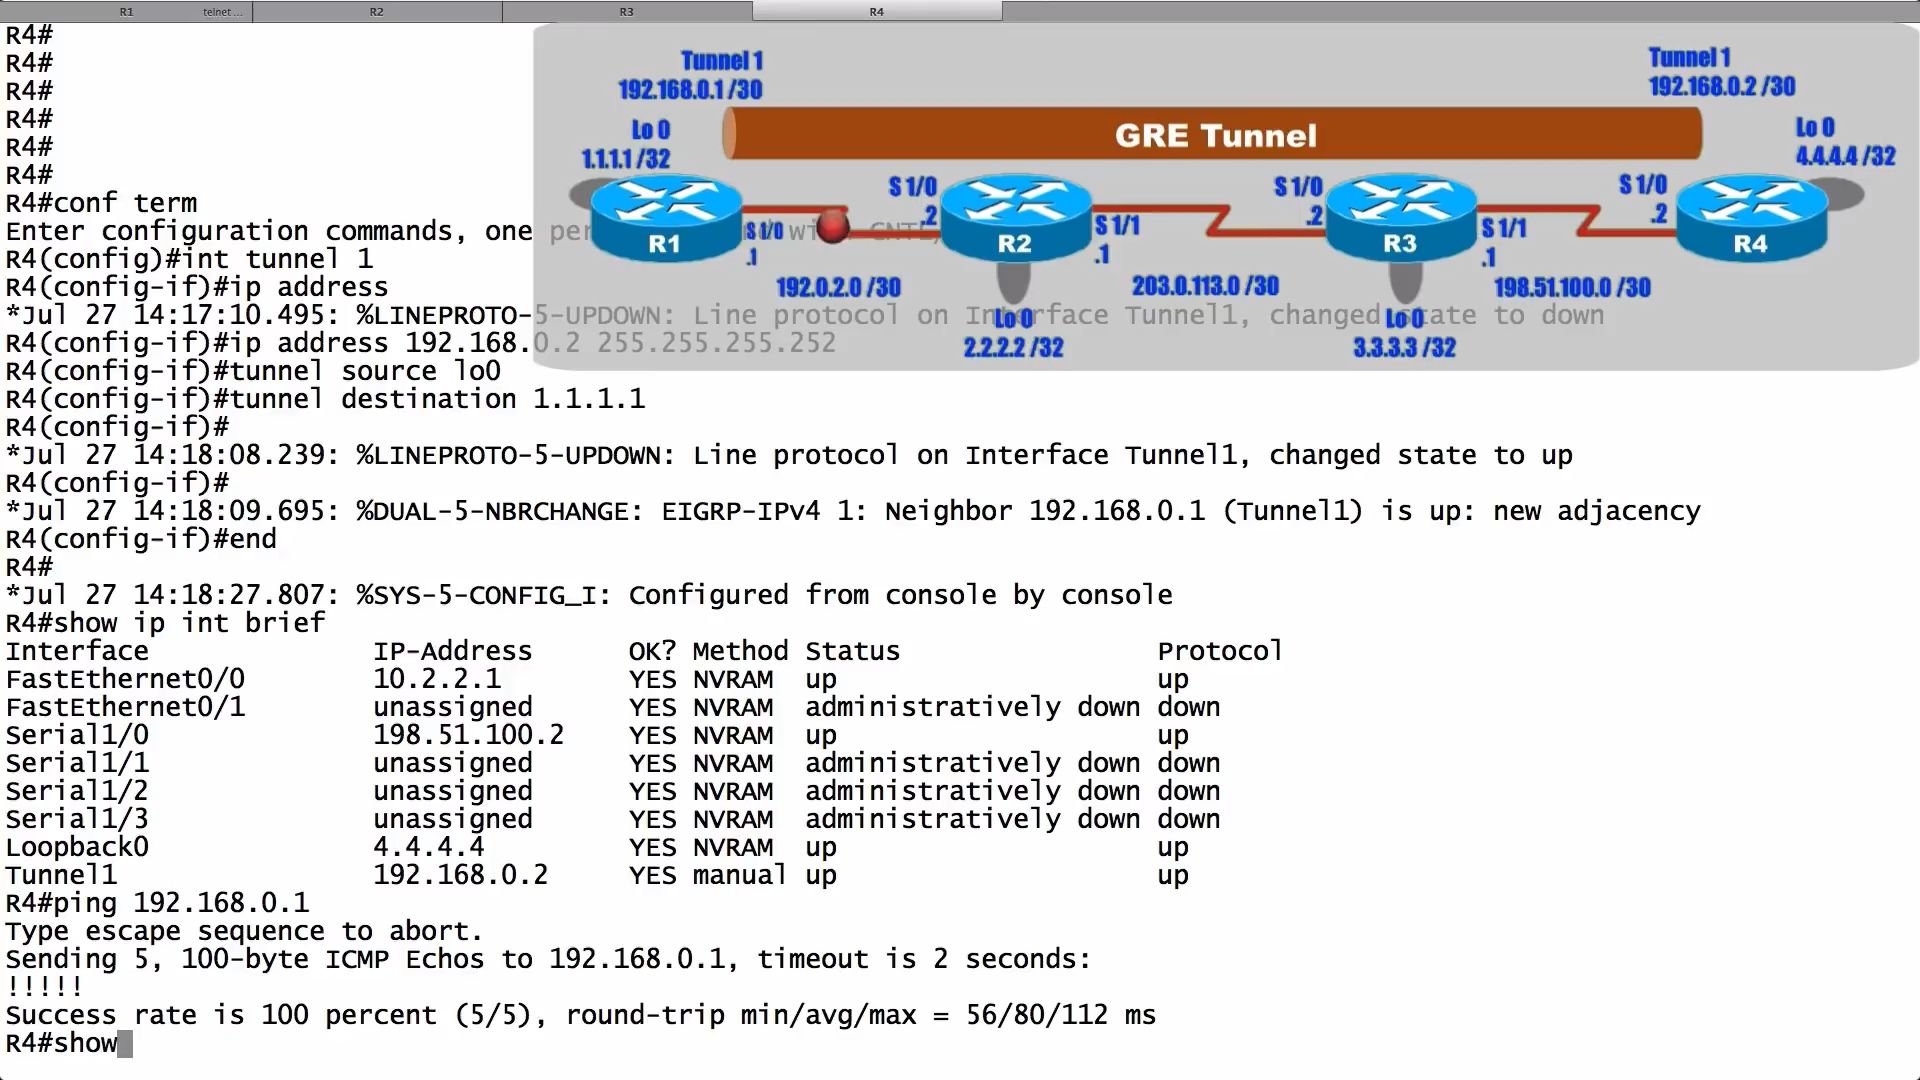 R1
telnet ...
R2
R3
R4
R4#
R4#
R4#
R4#
R4#
R4#
R4#conf term
Enter configuration commands, one per
R4(config)#int tunnel 1
R4(config-if)#ip address
*Jul 27 14:17:10.495: %LINEPROTO-5-UPDOWN: Line protocol on Interface Tunnel1, changed state to down
R4(config-if)#ip address 192.168.0.2 255.255.255.252
R4(config-if)#tunnel source lo0
R4(config-if)#tunnel destination 1.1.1.1
R4(config-if)#
*Jul 27 14:18:08.239: %LINEPROTO-5-UPDOWN: Line protocol on Interface Tunnel1, changed state to up
R4(config-if)#
*Jul 27 14:18:09.695: %DUAL-5-NBRCHANGE: EIGRP-IPv4 1: Neighbor 192.168.0.1 (Tunnel1) is up: new adjacency
R4(config-if)#end
R4#
*Jul 27 14:18:27.807: %SYS-5-CONFIG_I: Configured from console by console
R4#show ip int brief
Interface IP-Address OK? Method Status Protocol
FastEthernet0/0 10.2.2.1 YES NVRAM up up
FastEthernet0/1 unassigned YES NVRAM administratively down down
Serial1/0 198.51.100.2 YES NVRAM up up
Serial1/1 unassigned YES NVRAM administratively down down
Serial1/2 unassigned YES NVRAM administratively down down
Serial1/3 unassigned YES NVRAM administratively down down
Loopback0 4.4.4.4 YES NVRAM up up
Tunnel1 192.168.0.2 YES manual up up
R4#ping 192.168.0.1
Type escape sequence to abort.
Sending 5, 100-byte ICMP Echos to 192.168.0.1, timeout is 2 seconds:
!!!!!
Success rate is 100 percent (5/5), round-trip min/avg/max = 56/80/112 ms
R4#show
Tunnel 1
192.168.0.1 /30
Tunnel 1
192.168.0.2 /30
GRE Tunnel
Lo 0
1.1.1.1 /32
Lo 0
4.4.4.4 /32
R1
S 1/0
.1
192.0.2.0 /30
S 1/0
.2
R2
S 1/1
.1
Lo 0
2.2.2.2 /32
203.0.113.0 /30
S 1/0
.2
R3
S 1/1
.1
Lo 0
3.3.3.3 /32
198.51.100.0 /30
S 1/0
.2
R4